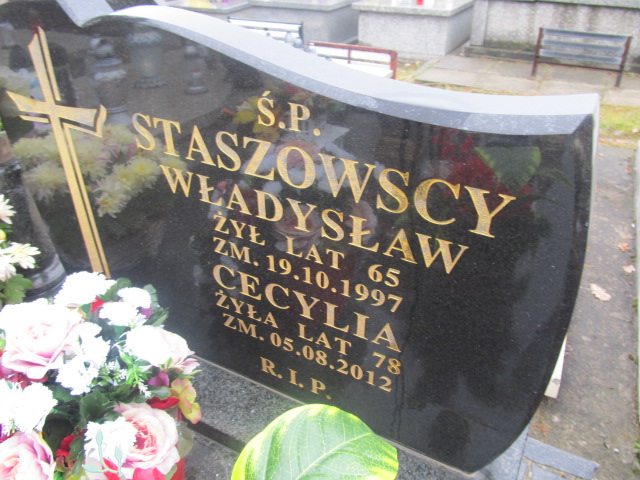 Ś.P.
STASZOWSCY
WŁADYSŁAW
ŻYŁ LAT 65
ZM. 19.10.1997
CECYLIA
ŻYŁA LAT 78
ZM. 05.08.2012
R.I.P.